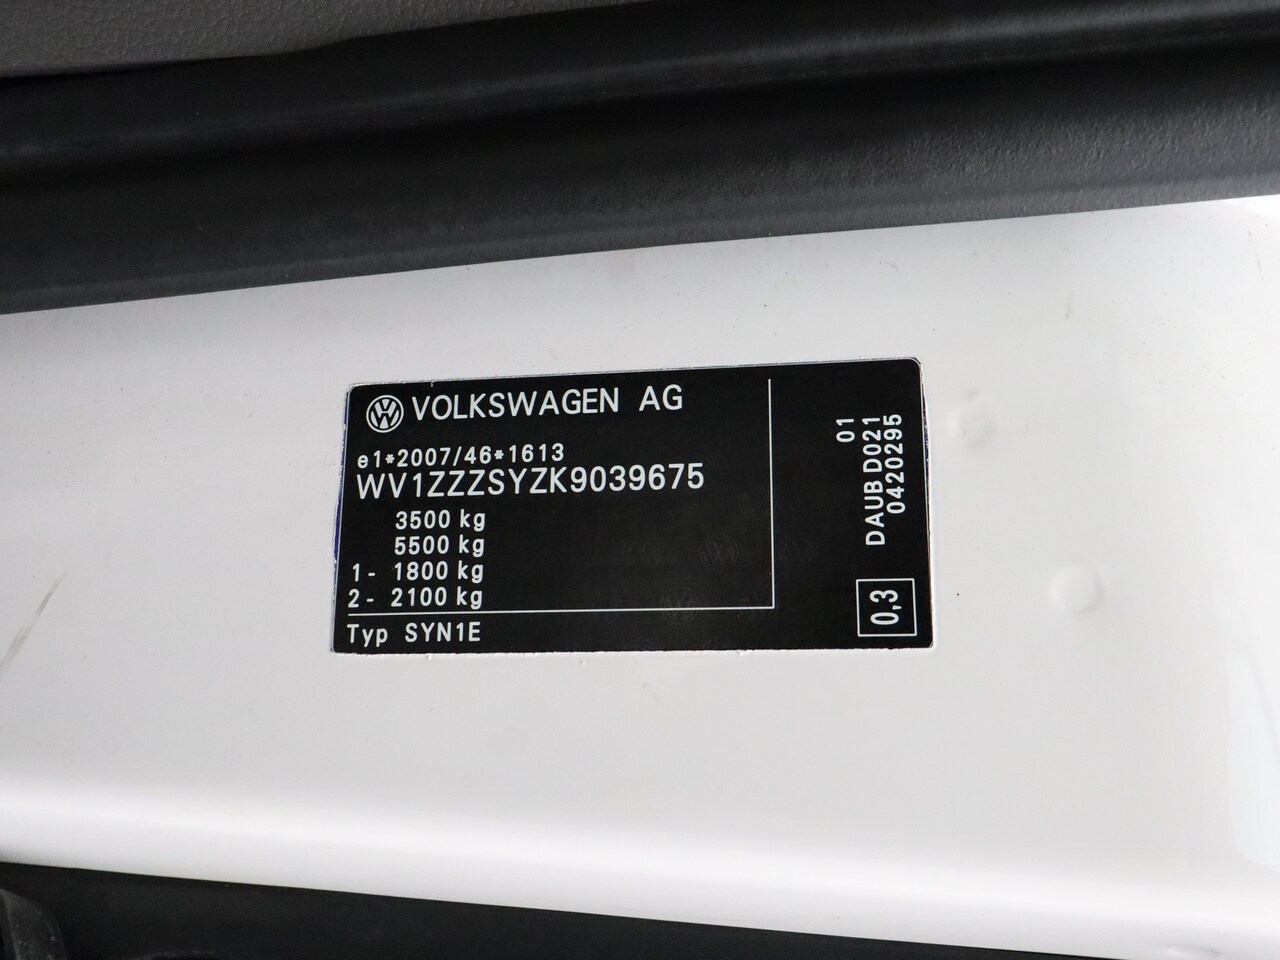 VOLKSWAGEN AG
e1*2007/46*1613
WV1ZZZSYZK9039675
3500 kg
5500 kg
1- 1800 kg
2- 2100 kg
Typ SYN1E
01
DAUB D021
0420295
0,3